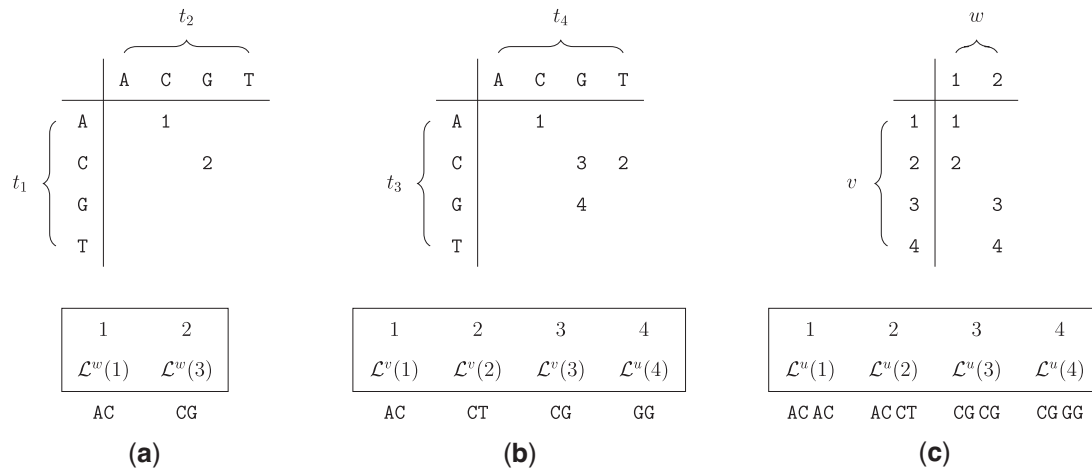 t₂
A C G T
t₁
A 1
C 2
G
T
1 2
ℒʷ(1) ℒʷ(3)
AC CG
(a)
t₄
A C G T
t₃
A 1
C 3 2
G 4
T
1 2 3 4
ℒᵛ(1) ℒᵛ(2) ℒᵛ(3) ℒᵘ(4)
AC CT CG GG
(b)
w
1 2
v
1 1
2 2
3 3
4 4
1 2 3 4
ℒᵘ(1) ℒᵘ(2) ℒᵘ(3) ℒᵘ(4)
AC AC AC CT CG CG CG GG
(c)